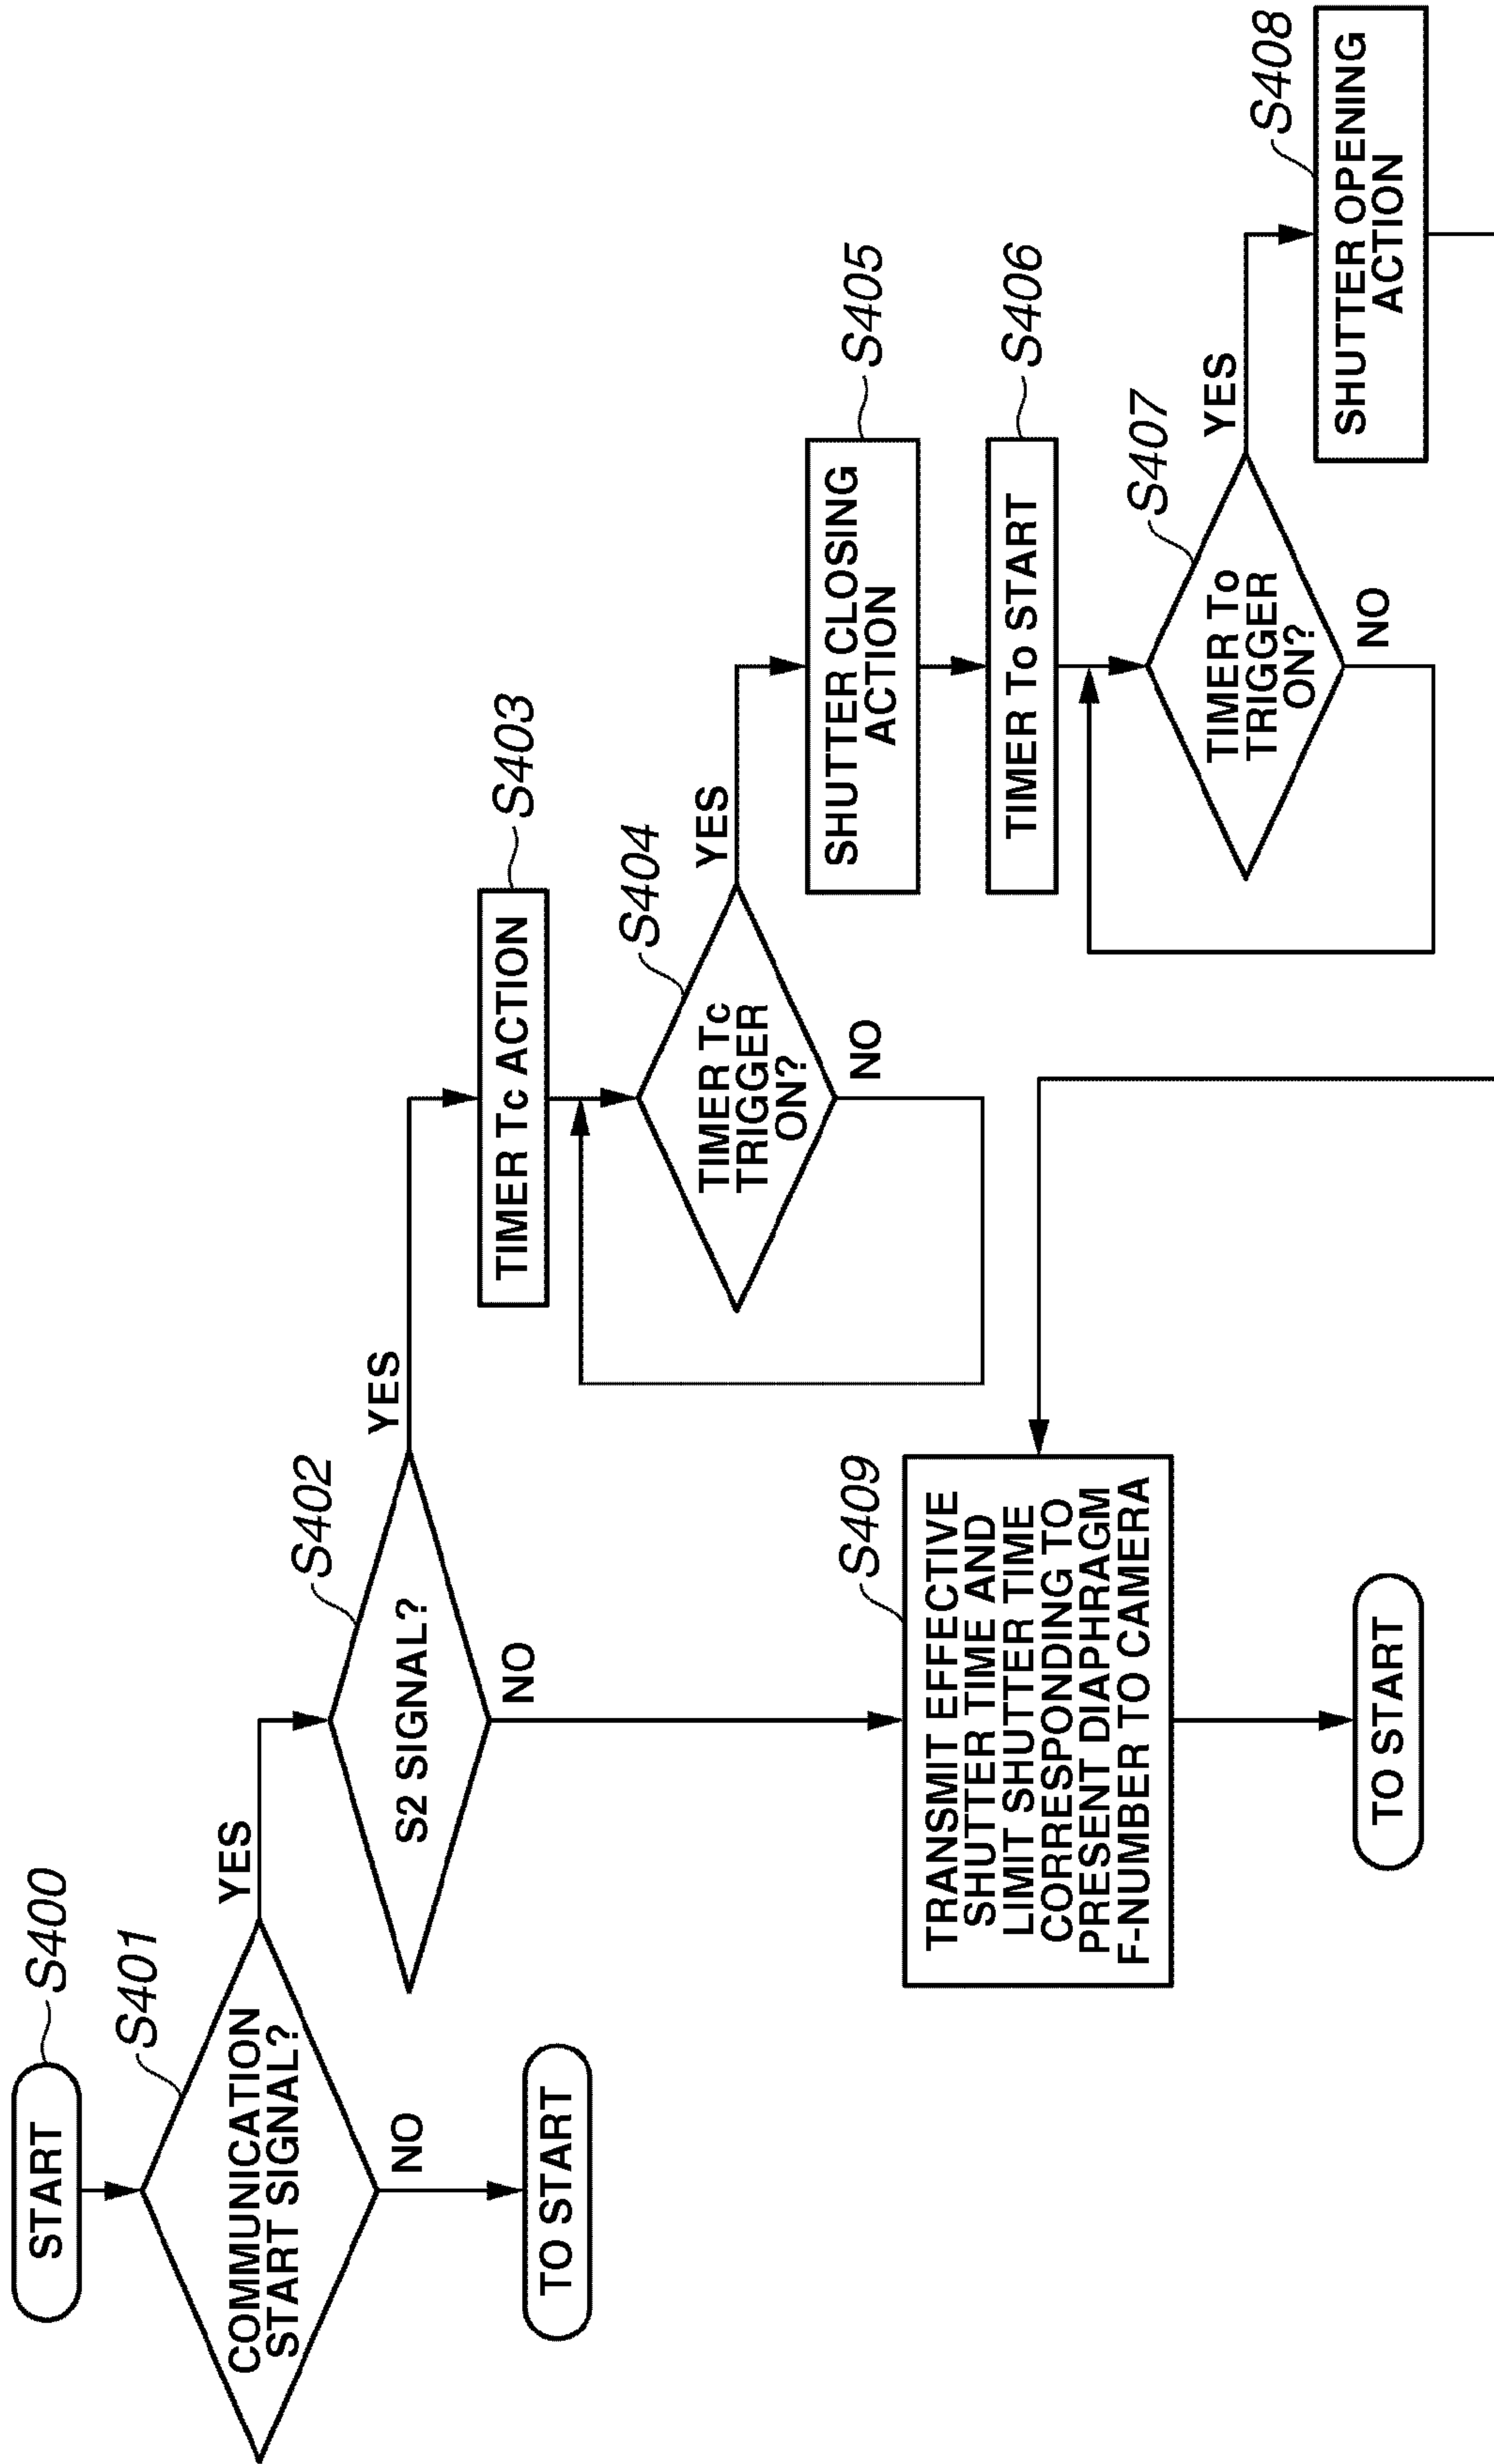 START
S400
COMMUNICATION
START SIGNAL?
S401
YES
NO
TO START
S2 SIGNAL?
S402
YES
NO
TIMER Tc ACTION
S403
TIMER Tc
TRIGGER
ON?
S404
YES
NO
SHUTTER CLOSING
ACTION
S405
TIMER To START
S406
TIMER To
TRIGGER
ON?
S407
YES
NO
SHUTTER OPENING
ACTION
S408
TRANSMIT EFFECTIVE
SHUTTER TIME AND
LIMIT SHUTTER TIME
CORRESPONDING TO
PRESENT DIAPHRAGM
F-NUMBER TO CAMERA
S409
TO START